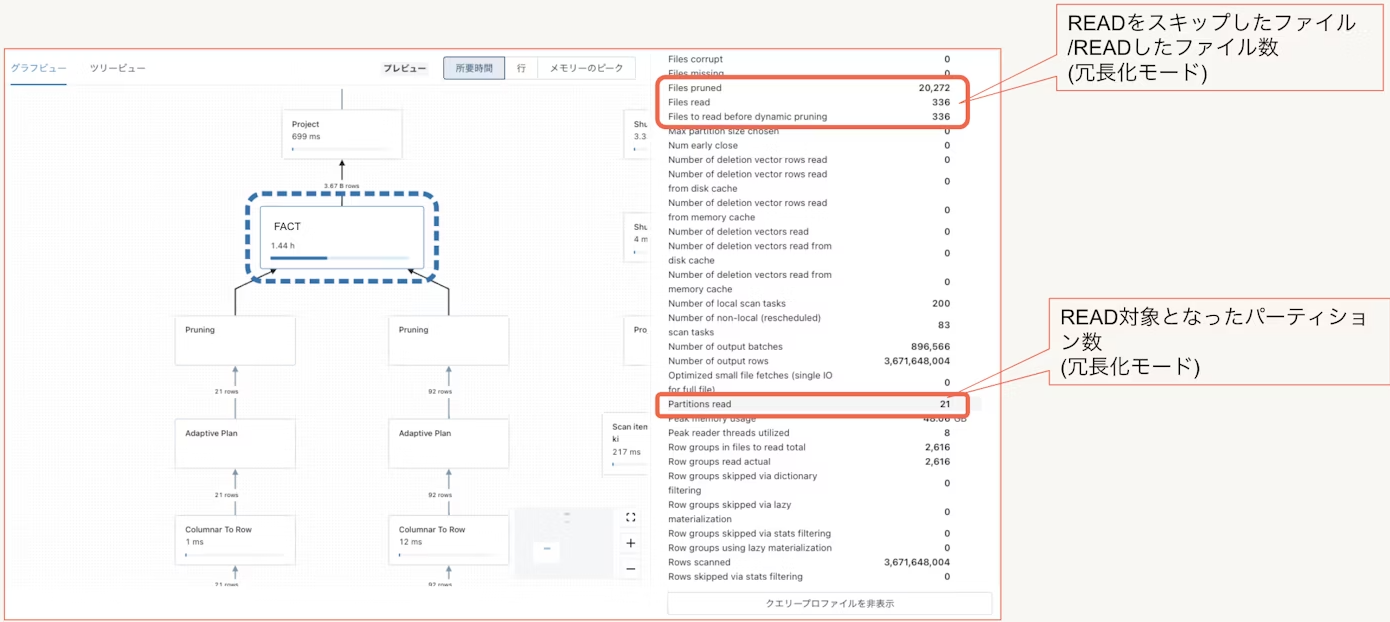 READをスキップしたファイル
/READしたファイル数
(冗長化モード)
グラフビュー
ツリービュー
プレビュー
所要時間
行
メモリーのピーク
Project
699 ms
3.67 B rows
FACT
1.44 h
Pruning
Pruning
21 rows
92 rows
Adaptive Plan
Adaptive Plan
21 rows
92 rows
Columnar To Row
1 ms
Columnar To Row
12 ms
21 rows
92 rows
Shu
3.3
Shu
4 m
Pro
Scan iten
ki
217 ms
Files corrupt 0
Files missing 0
Files pruned 20,272
Files read 336
Files to read before dynamic pruning 336
Max partition size chosen 0
Num early close 0
Number of deletion vector rows read 0
Number of deletion vector rows read
from disk cache 0
Number of deletion vector rows read
from memory cache 0
Number of deletion vectors read 0
Number of deletion vectors read from
disk cache 0
Number of deletion vectors read from
memory cache 0
Number of local scan tasks 200
Number of non-local (rescheduled)
scan tasks 83
Number of output batches 896,566
Number of output rows 3,671,648,004
Optimized small file fetches (single IO
for full file) 0
Partitions read 21
Peak memory usage 48.06 GB
Peak reader threads utilized 8
Row groups in files to read total 2,616
Row groups read actual 2,616
Row groups skipped via dictionary
filtering 0
Row groups skipped via lazy
materialization 0
Row groups skipped via stats filtering 0
Row groups using lazy materialization 0
Rows scanned 3,671,648,004
Rows skipped via stats filtering 0
クエリープロファイルを非表示
READ対象となったパーティショ
ン数
(冗長化モード)